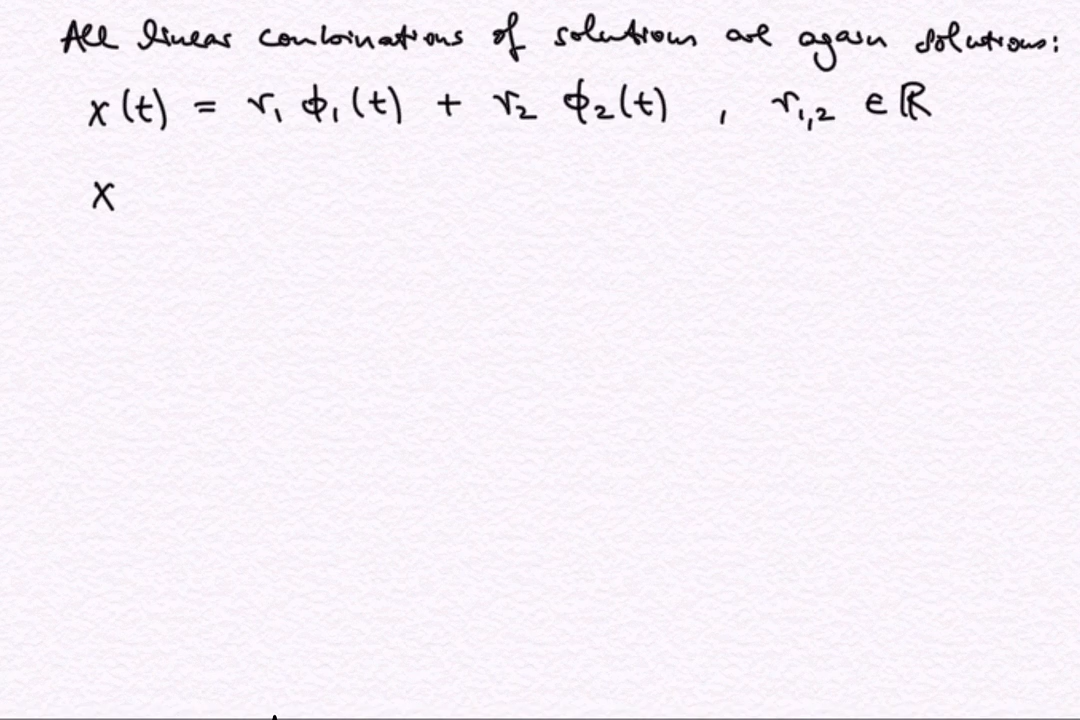 All linear combinations of solutions are again solutions:
x(t) = r₁ ϕ₁(t) + r₂ ϕ₂(t) , r₁,₂ ∈ ℝ
x